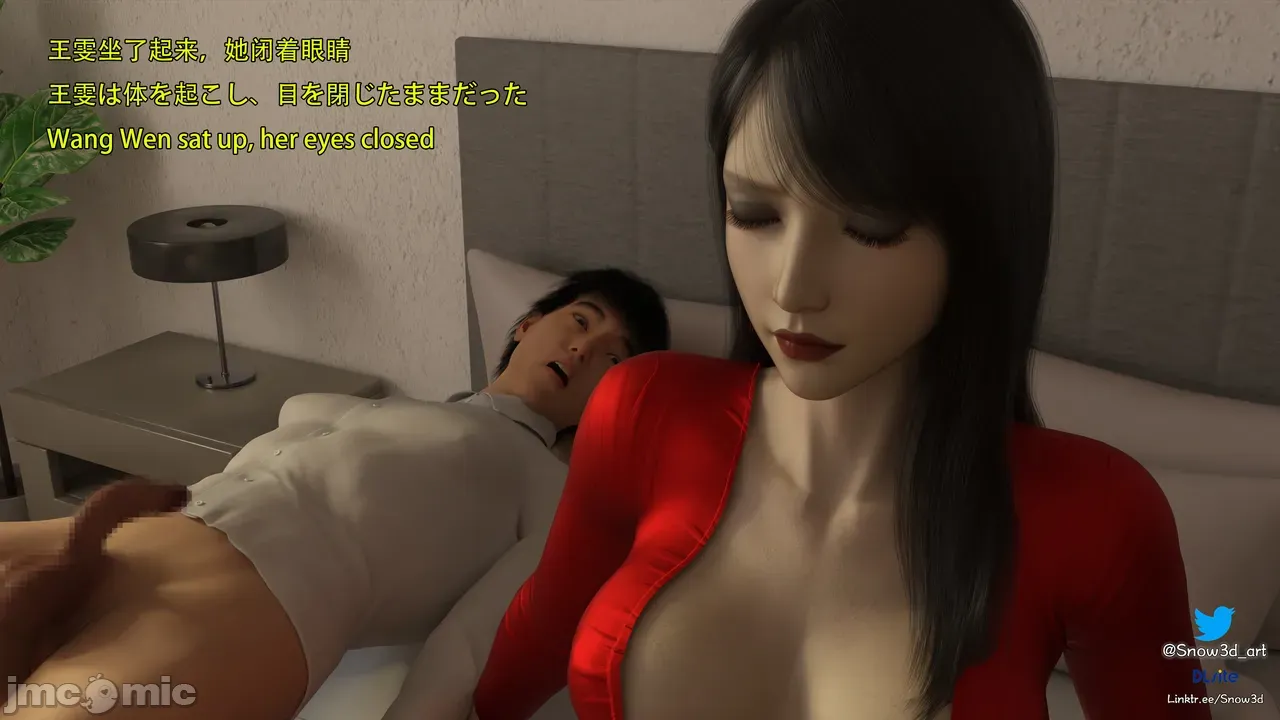 王雯坐了起来，她闭着眼睛
王雯は体を起こし、目を閉じたままだった
Wang Wen sat up, her eyes closed
@Snow3d_art
DLsite
Linktr.ee/Snow3d
jmcomic